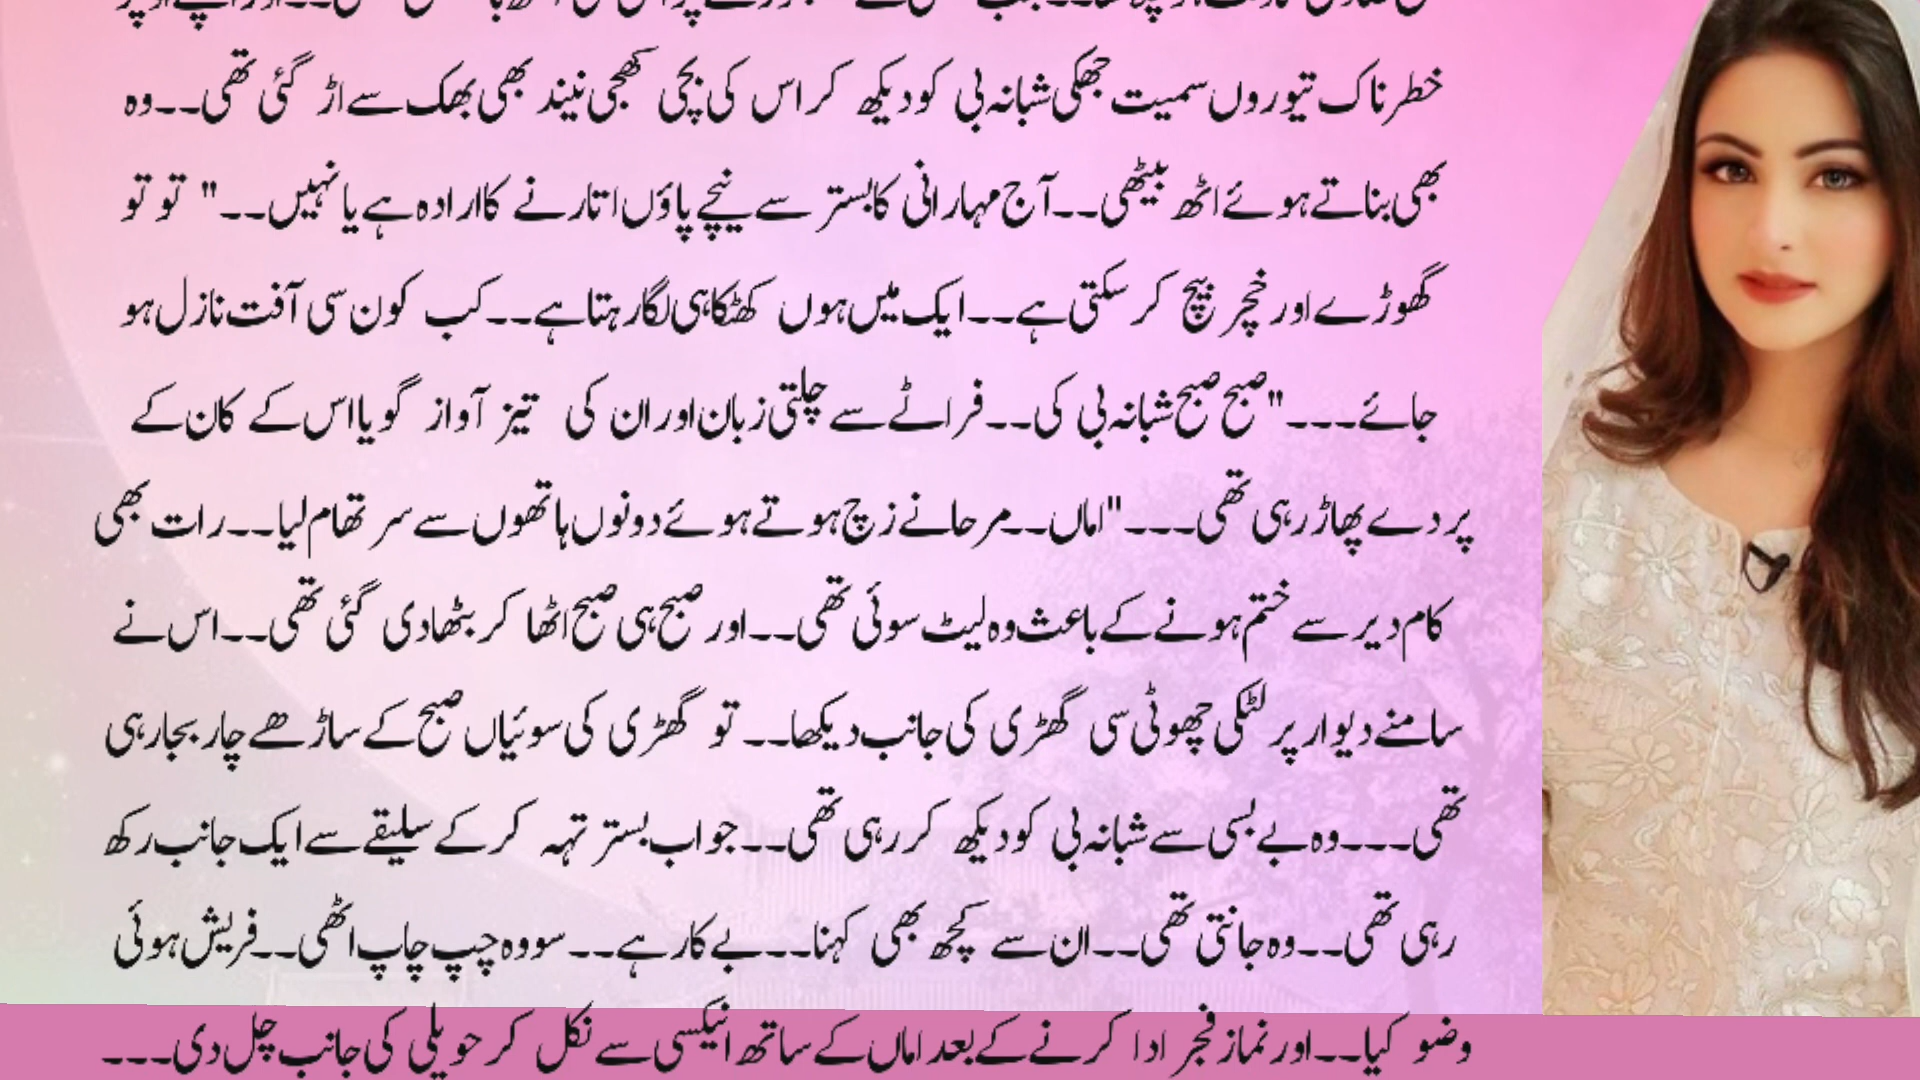 خطرناک تیوروں سمیت جھکی شبانہ بی کو دیکھ کر اس کی بچی کھچی نیند بھی بھک سے اڑ گئی تھی۔۔وہ
بھی بناتے ہوئے اٹھ بیٹھی۔۔آج مہارانی کا بستر سے نیچے پاؤں اتارنے کا ارادہ ہے یا نہیں۔۔" تو تو
گھوڑے اور خچر بیچ کر سکتی ہے۔۔ایک میں ہوں کھٹکا ہی لگا رہتا ہے۔۔کب کون سی آفت نازل ہو
جائے۔۔۔"صبح صبح شبانہ بی کی۔۔فراٹے سے چلتی زبان اور ان کی تیز آواز گویا اس کے کان کے
پردے پھاڑ رہی تھی۔۔۔"اماں۔۔مرحا نے زچ ہوتے ہوئے دونوں ہاتھوں سے سر تھام لیا۔۔رات بھی
کام دیر سے ختم ہونے کے باعث وہ لیٹ سوئی تھی۔۔اور صبح ہی صبح اٹھا کر بٹھا دی گئی تھی۔۔اس نے
سامنے دیوار پر لٹکی چھوٹی سی گھڑی کی جانب دیکھا۔۔ تو گھڑی کی سوئیاں صبح کے ساڑھے چار بجا رہی
تھی۔۔۔وہ بے بسی سے شبانہ بی کو دیکھ کر رہی تھی۔۔جو اب بستر تہہ کر کے سلیقے سے ایک جانب رکھ
رہی تھی۔۔وہ جانتی تھی۔۔ان سے کچھ بھی کہنا۔۔بے کار ہے۔۔سو وہ چپ چاپ اٹھی۔۔فریش ہوئی
وضو کیا۔۔اور نماز فجر ادا کرنے کے بعد اماں کے ساتھ انیکسی سے نکل کر حویلی کی جانب چل دی۔۔۔